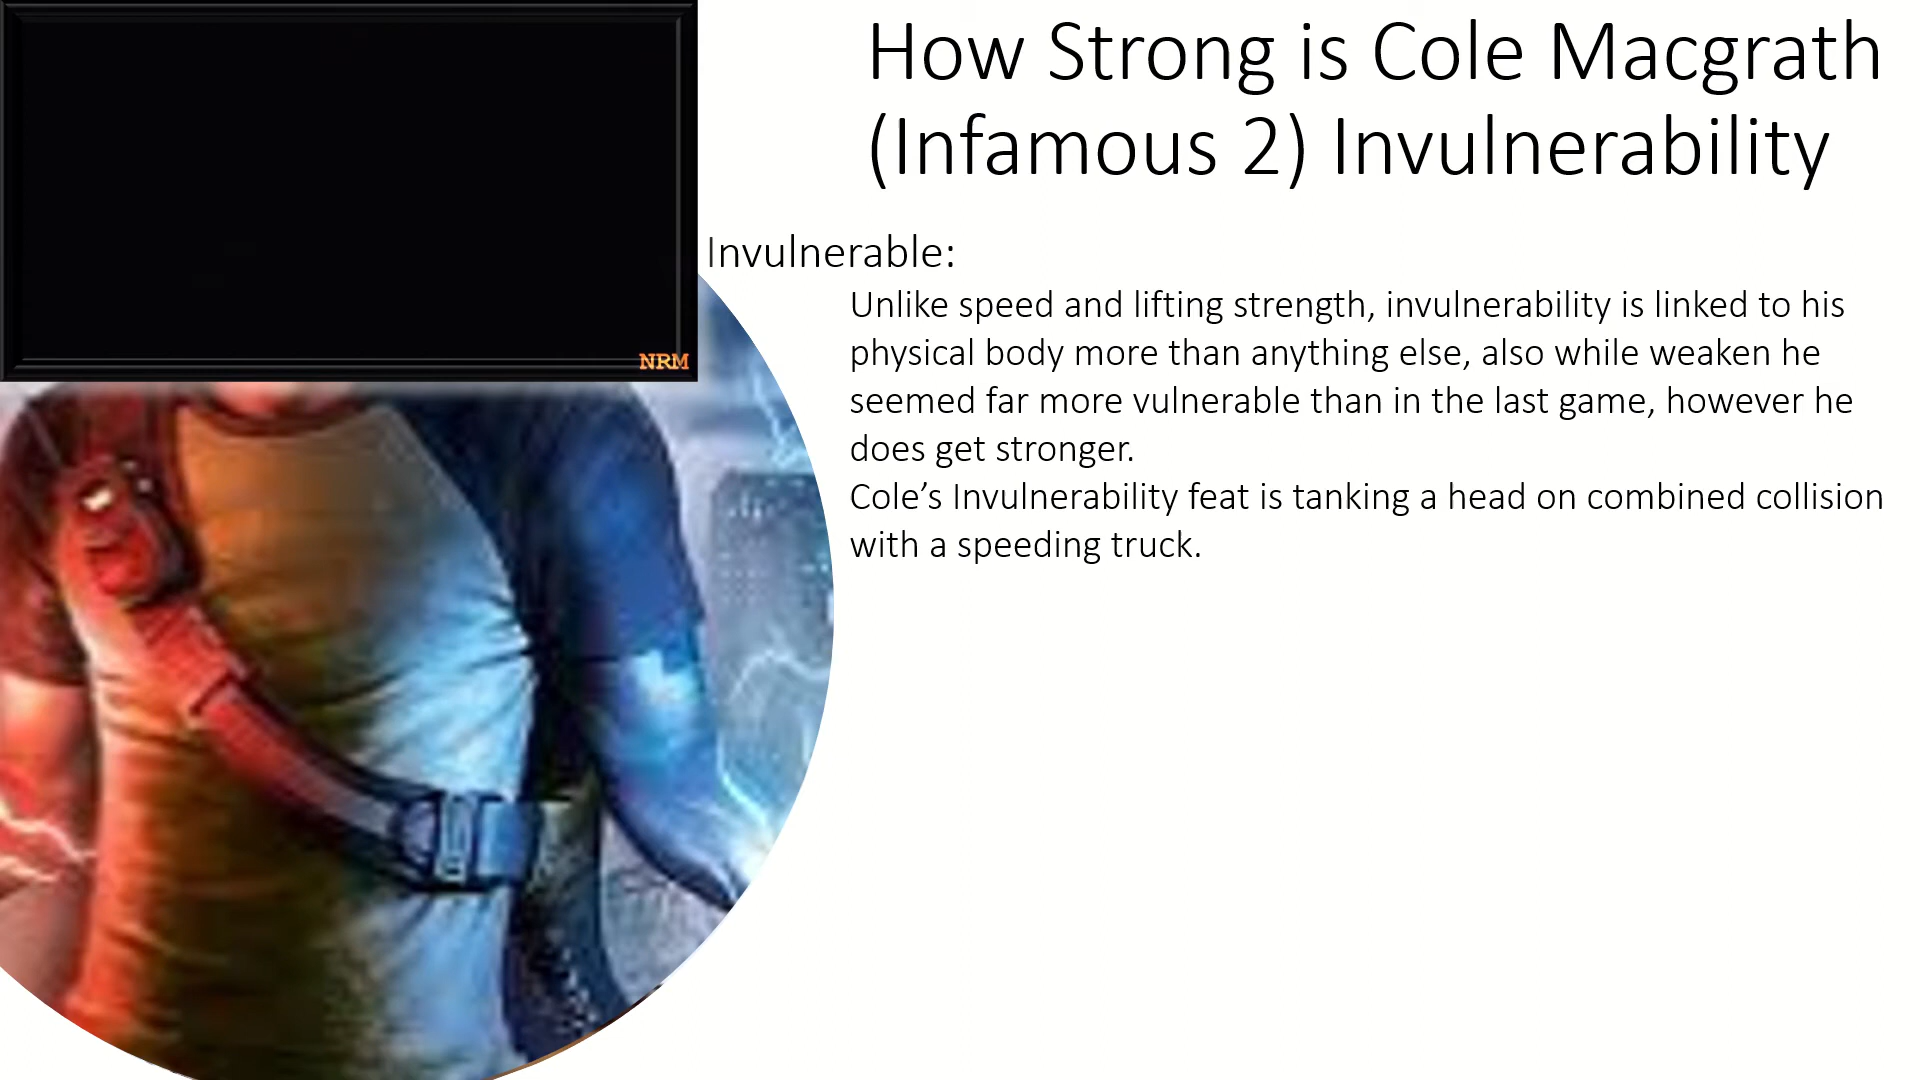 How Strong is Cole Macgrath
(Infamous 2) Invulnerability
Invulnerable:
Unlike speed and lifting strength, invulnerability is linked to his
physical body more than anything else, also while weaken he
seemed far more vulnerable than in the last game, however he
does get stronger.
Cole’s Invulnerability feat is tanking a head on combined collision
with a speeding truck.
NRM